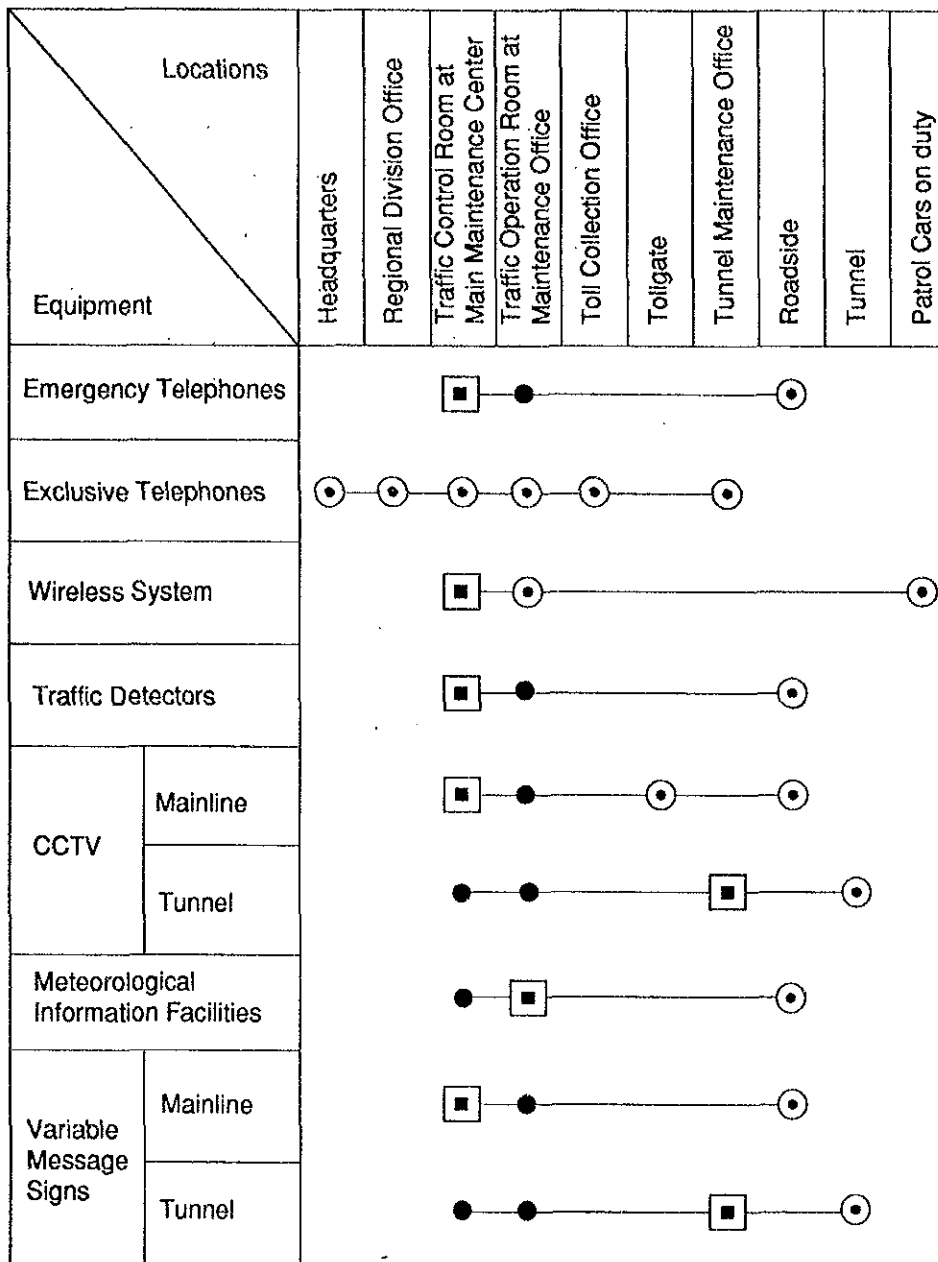 Locations
Equipment
Headquarters
Regional Division Office
Traffic Control Room at
Main Maintenance Center
Traffic Operation Room at
Maintenance Office
Toll Collection Office
Tollgate
Tunnel Maintenance Office
Roadside
Tunnel
Patrol Cars on duty
Emergency Telephones
Exclusive Telephones
Wireless System
Traffic Detectors
CCTV
Mainline
Tunnel
Meteorological
Information Facilities
Variable
Message
Signs
Mainline
Tunnel